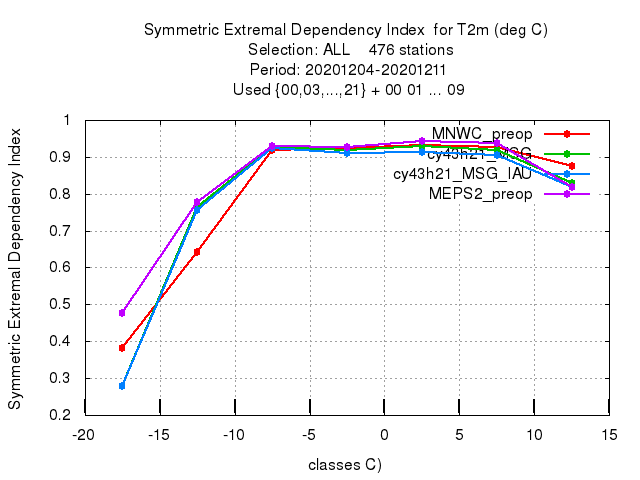 Symmetric Extremal Dependency Index  for T2m (deg C)
Selection: ALL    476 stations
Period: 20201204-20201211
Used {00,03,...,21} + 00 01 ... 09
Symmetric Extremal Dependency Index
1
0.9
0.8
0.7
0.6
0.5
0.4
0.3
0.2
MNWC_preop
cy43h21_MSG
cy43h21_MSG_IAU
MEPS2_preop
-20 -15 -10 -5 0 5 10 15
classes C)